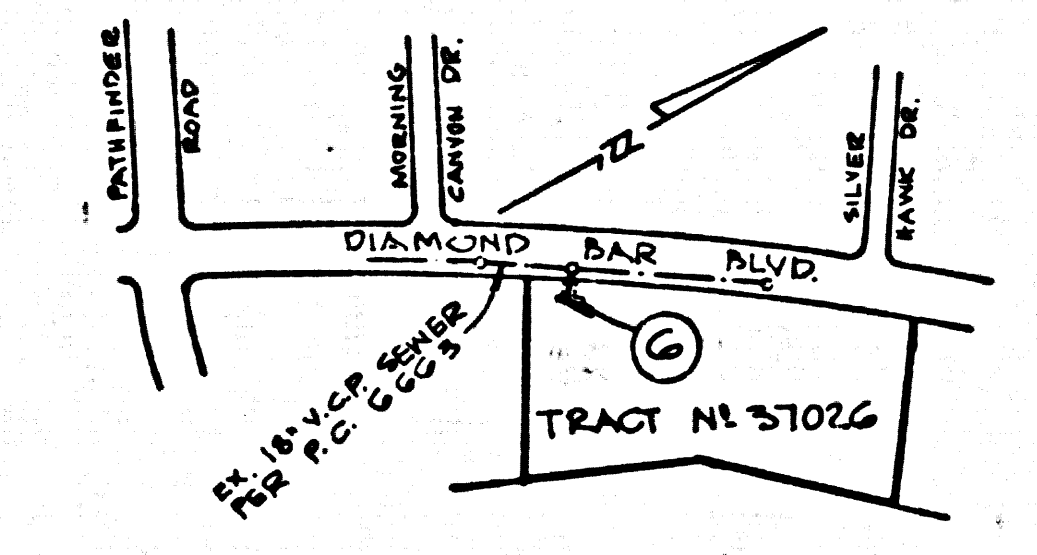 PATHFINDER
ROAD
MORNING
CANYON DR.
N
SILVER
HAWK DR.
DIAMOND BAR BLVD.
EX. 18" V.C.P. SEWER
PER P.C. 6663
6
TRACT Nº 37026